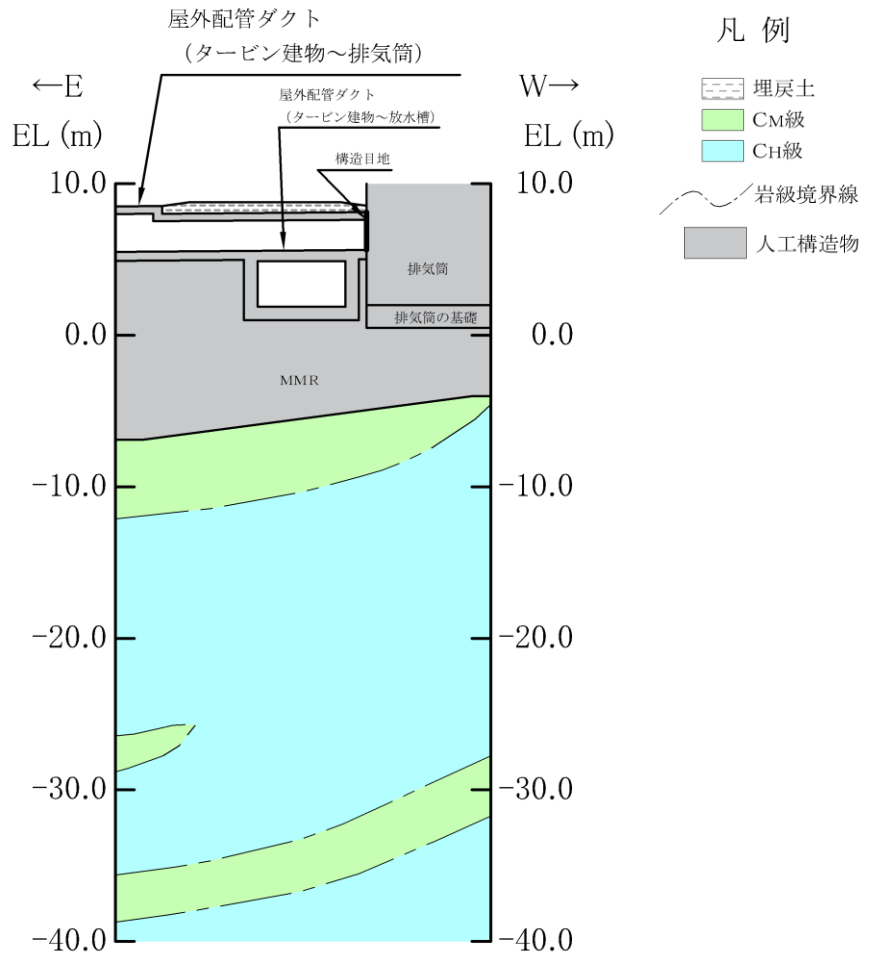 屋外配管ダクト
（タービン建物～排気筒）
凡 例
←E
W→
屋外配管ダクト
（タービン建物～放水槽）
埋戻土
CM級
EL (m)
EL (m)
構造目地
CH級
10.0
10.0
岩級境界線
人工構造物
排気筒
排気筒の基礎
0.0
0.0
MMR
-10.0
-10.0
-20.0
-20.0
-30.0
-30.0
-40.0
-40.0